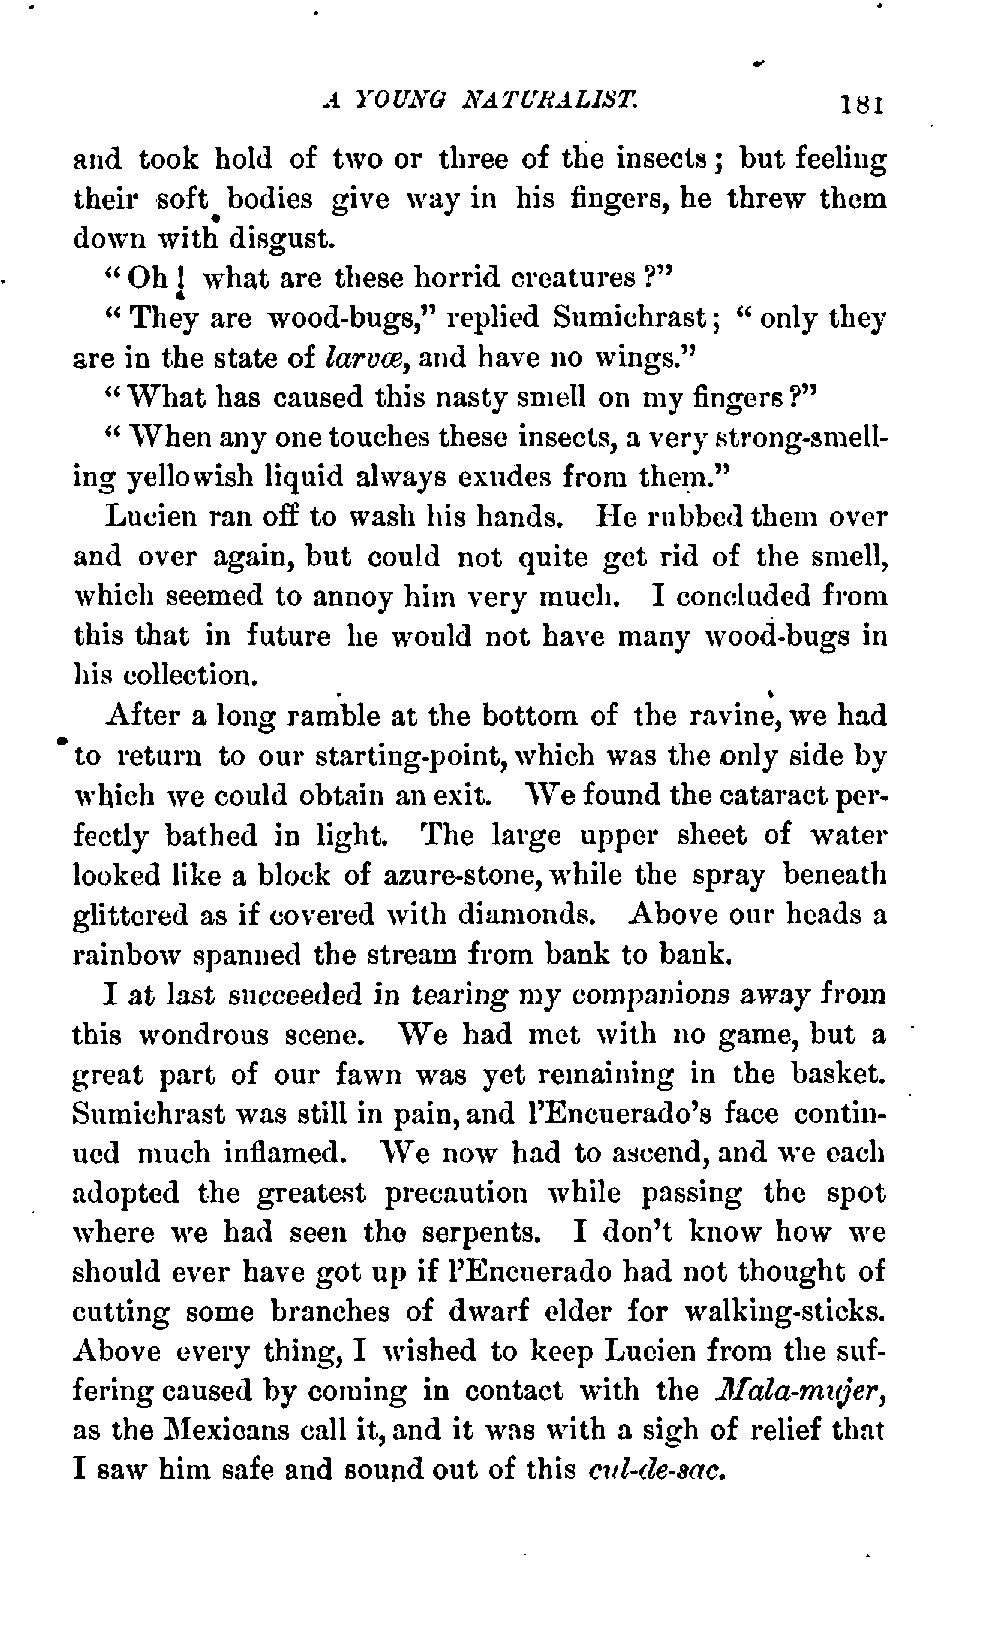 A YOUNG NATURALIST. 181
and took hold of two or three of the insects; but feeling
their soft bodies give way in his fingers, he threw them
down with disgust.
"Oh! what are these horrid creatures?"
"They are wood-bugs," replied Sumichrast; "only they
are in the state of larvæ, and have no wings."
"What has caused this nasty smell on my fingers?"
"When any one touches these insects, a very strong-smell-
ing yellowish liquid always exudes from them."
Lucien ran off to wash his hands. He rubbed them over
and over again, but could not quite get rid of the smell,
which seemed to annoy him very much. I concluded from
this that in future he would not have many wood-bugs in
his collection.
After a long ramble at the bottom of the ravine, we had
to return to our starting-point, which was the only side by
which we could obtain an exit. We found the cataract per-
fectly bathed in light. The large upper sheet of water
looked like a block of azure-stone, while the spray beneath
glittered as if covered with diamonds. Above our heads a
rainbow spanned the stream from bank to bank.
I at last succeeded in tearing my companions away from
this wondrous scene. We had met with no game, but a
great part of our fawn was yet remaining in the basket.
Sumichrast was still in pain, and l'Encuerado's face contin-
ued much inflamed. We now had to ascend, and we each
adopted the greatest precaution while passing the spot
where we had seen the serpents. I don't know how we
should ever have got up if l'Encuerado had not thought of
cutting some branches of dwarf elder for walking-sticks.
Above every thing, I wished to keep Lucien from the suf-
fering caused by coming in contact with the Mala-mujer,
as the Mexicans call it, and it was with a sigh of relief that
I saw him safe and sound out of this cul-de-sac.